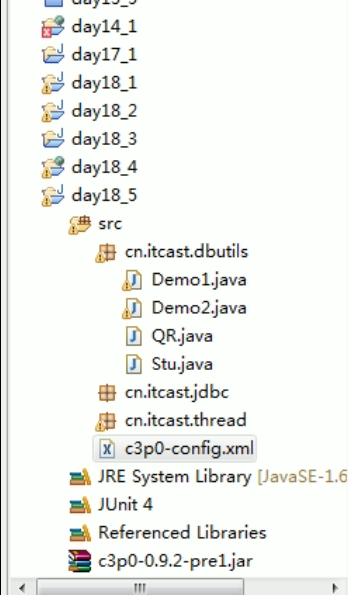 day14_1
day17_1
day18_1
day18_2
day18_3
day18_4
day18_5
src
cn.itcast.dbutils
Demo1.java
Demo2.java
QR.java
Stu.java
cn.itcast.jdbc
cn.itcast.thread
c3p0-config.xml
JRE System Library [JavaSE-1.6
JUnit 4
Referenced Libraries
c3p0-0.9.2-pre1.jar